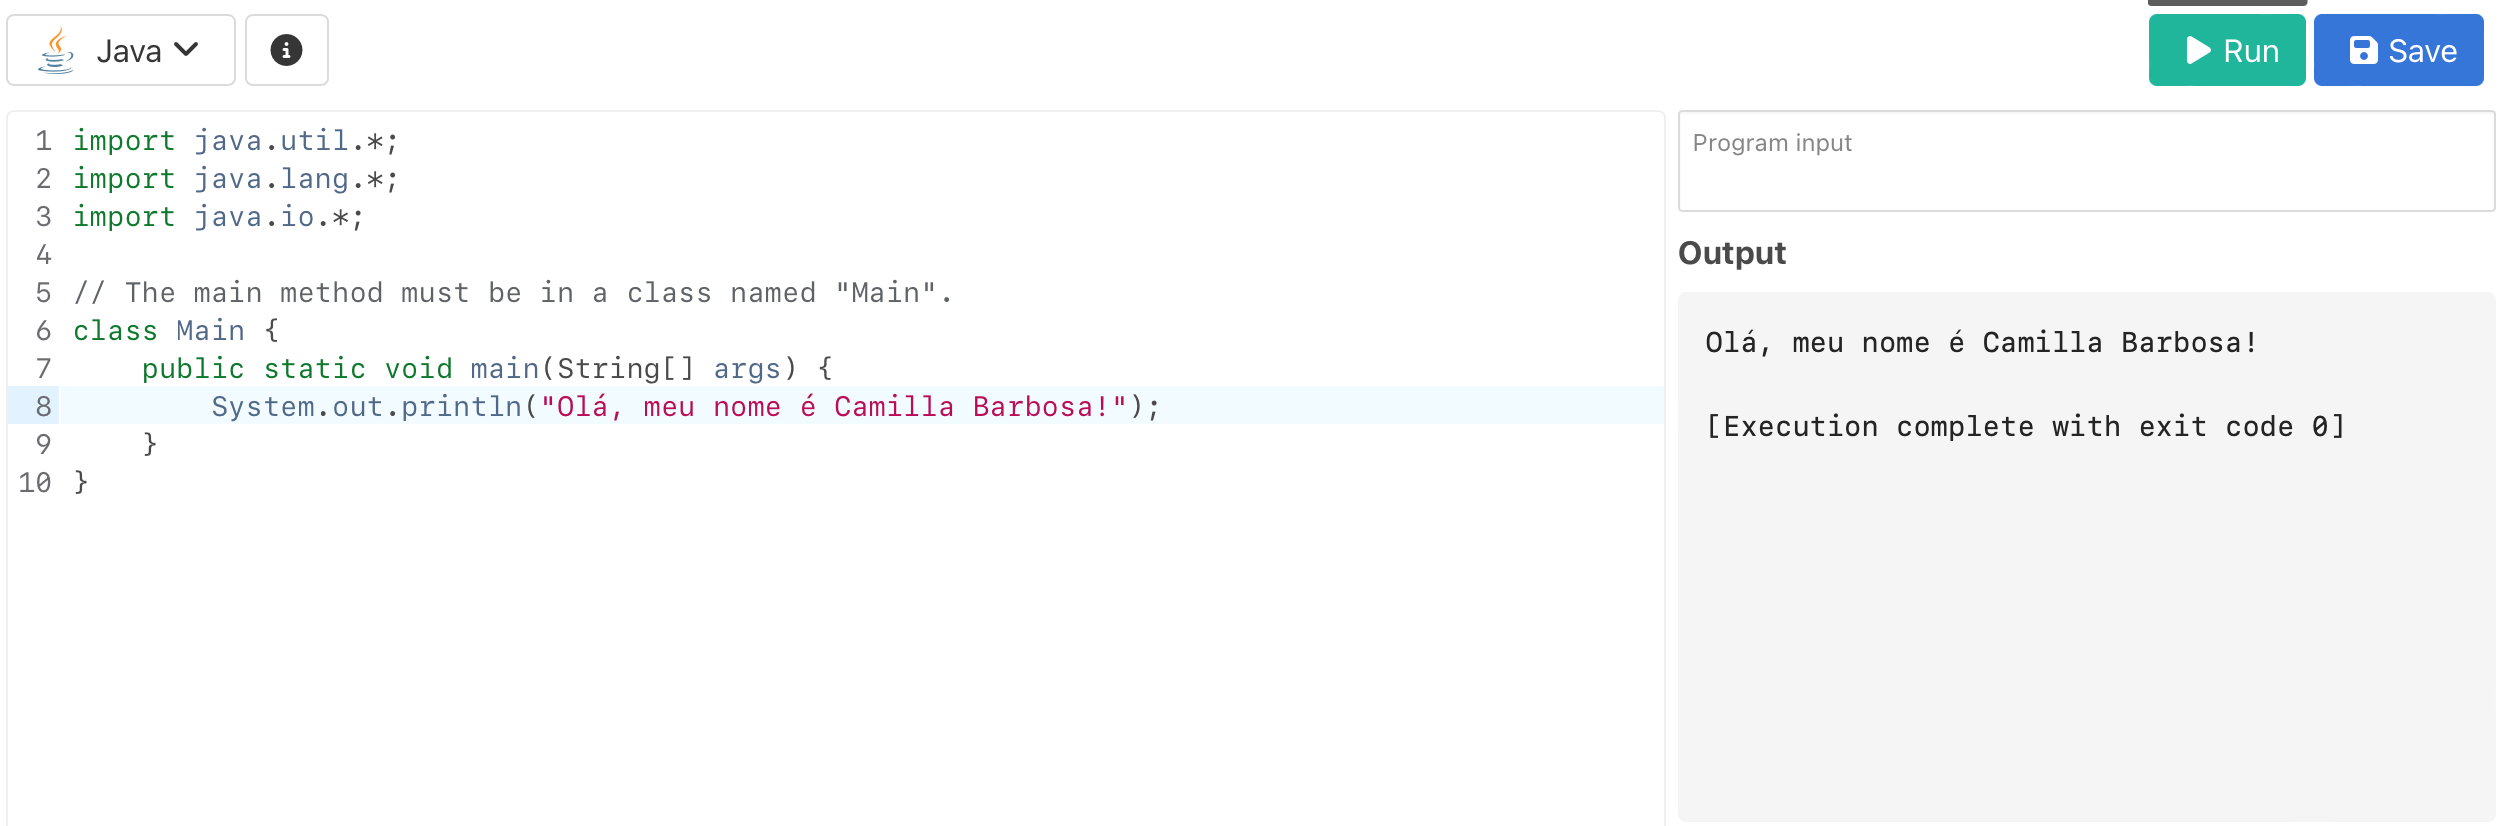 Java
Run
Save
1 import java.util.*;
2 import java.lang.*;
3 import java.io.*;
4
5 // The main method must be in a class named "Main".
6 class Main {
7     public static void main(String[] args) {
8         System.out.println("Olá, meu nome é Camilla Barbosa!");
9     }
10 }
Program input
Output
Olá, meu nome é Camilla Barbosa!
[Execution complete with exit code 0]